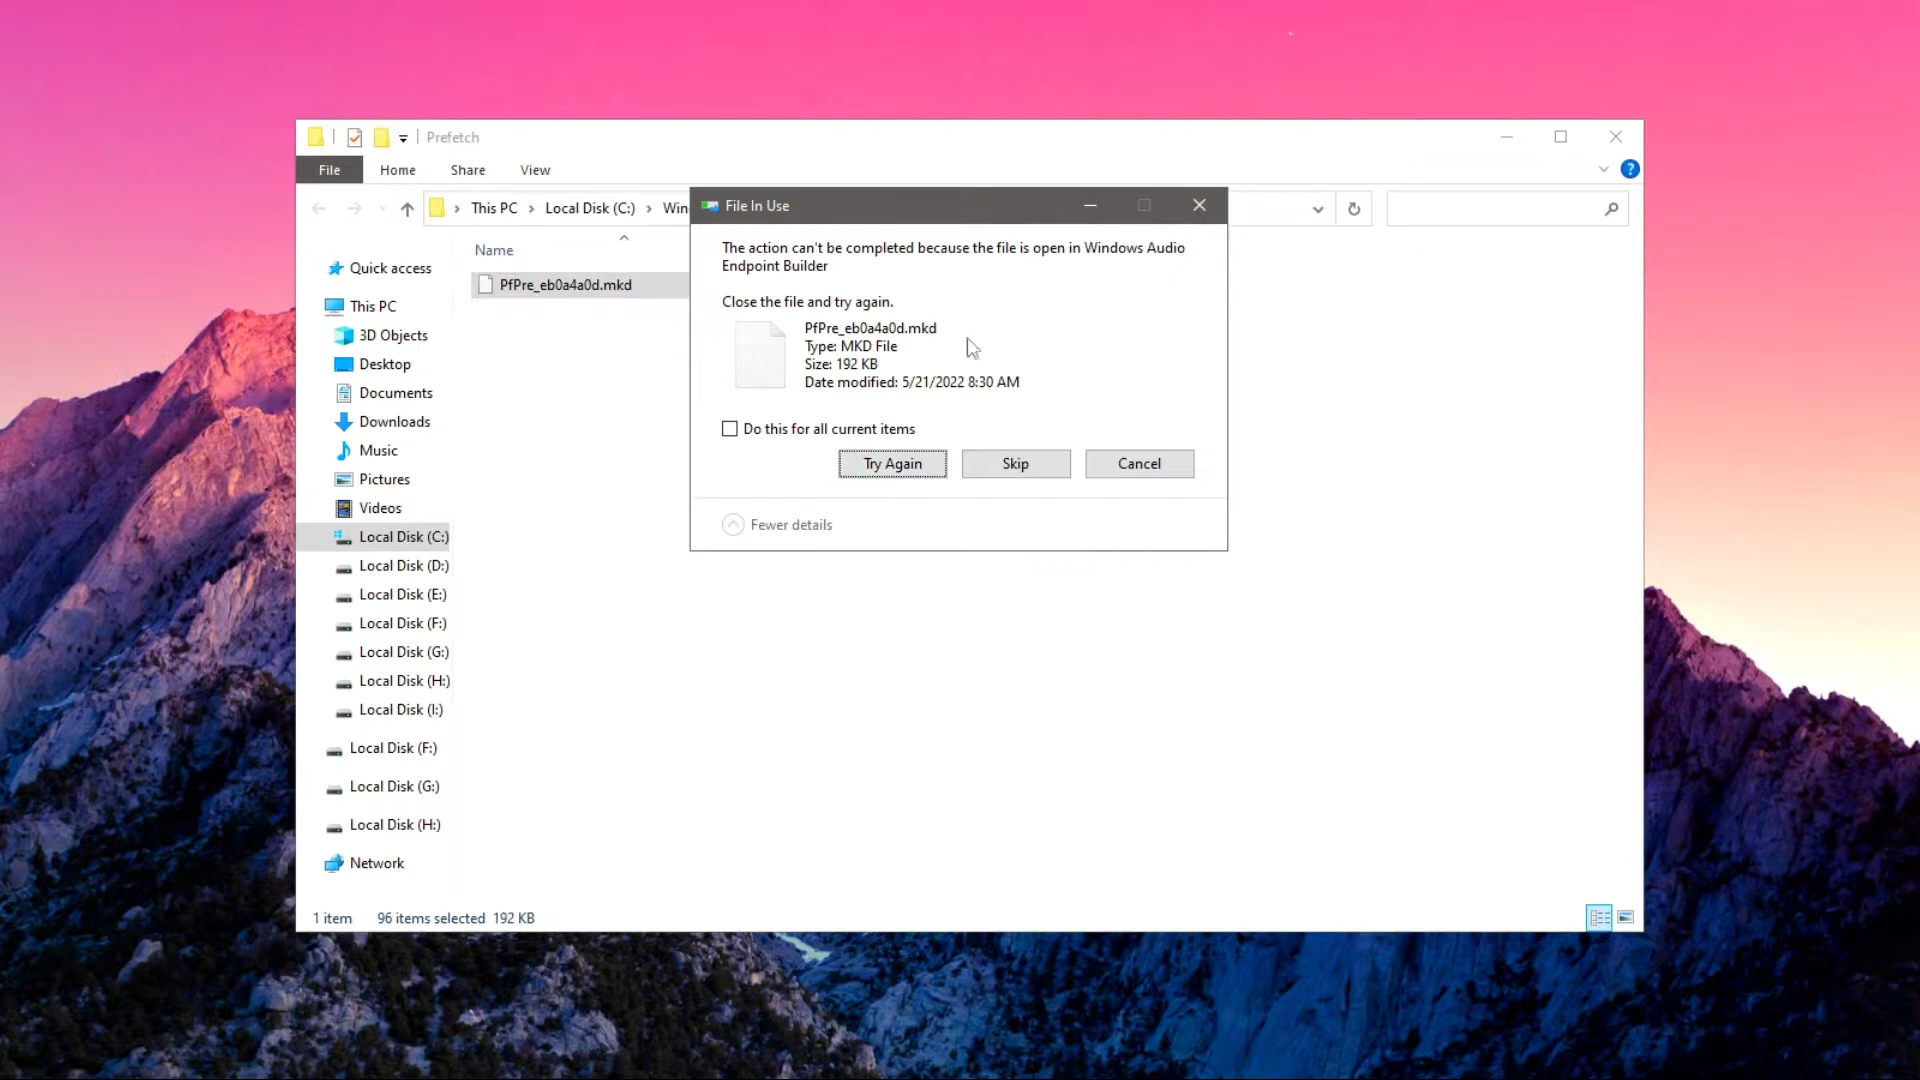 Prefetch
File Home Share View
This PC Local Disk (C:) Win
File In Use
The action can't be completed because the file is open in Windows Audio
Endpoint Builder
Close the file and try again.
PfPre_eb0a4a0d.mkd
Type: MKD File
Size: 192 KB
Date modified: 5/21/2022 8:30 AM
Do this for all current items
Try Again Skip Cancel
Fewer details
Name
PfPre_eb0a4a0d.mkd
Quick access
This PC
3D Objects
Desktop
Documents
Downloads
Music
Pictures
Videos
Local Disk (C:)
Local Disk (D:)
Local Disk (E:)
Local Disk (F:)
Local Disk (G:)
Local Disk (H:)
Local Disk (I:)
Local Disk (F:)
Local Disk (G:)
Local Disk (H:)
Network
1 item 96 items selected 192 KB